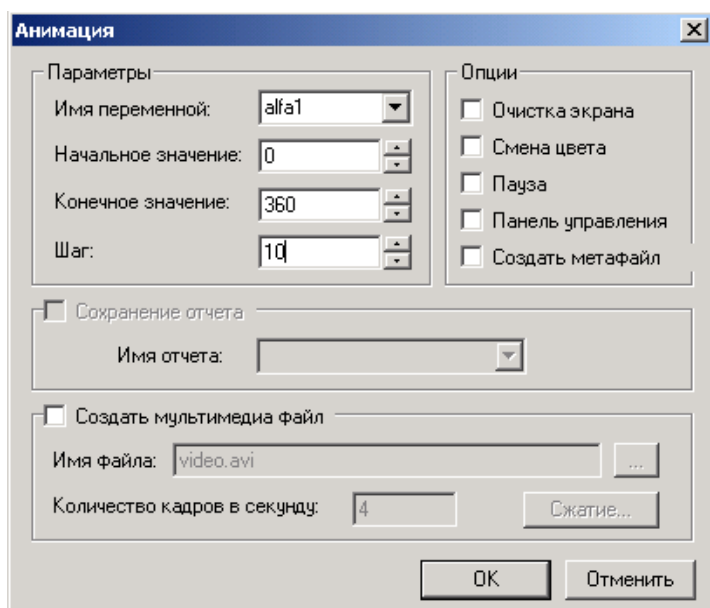 Анимация
Параметры
Имя переменной: alfa1
Начальное значение: 0
Конечное значение: 360
Шаг: 10
Опции
Очистка экрана
Смена цвета
Пауза
Панель управления
Создать метафайл
Сохранение отчета
Имя отчета:
Создать мультимедиа файл
Имя файла: video.avi ...
Количество кадров в секунду: 4 Сжатие...
OK Отменить